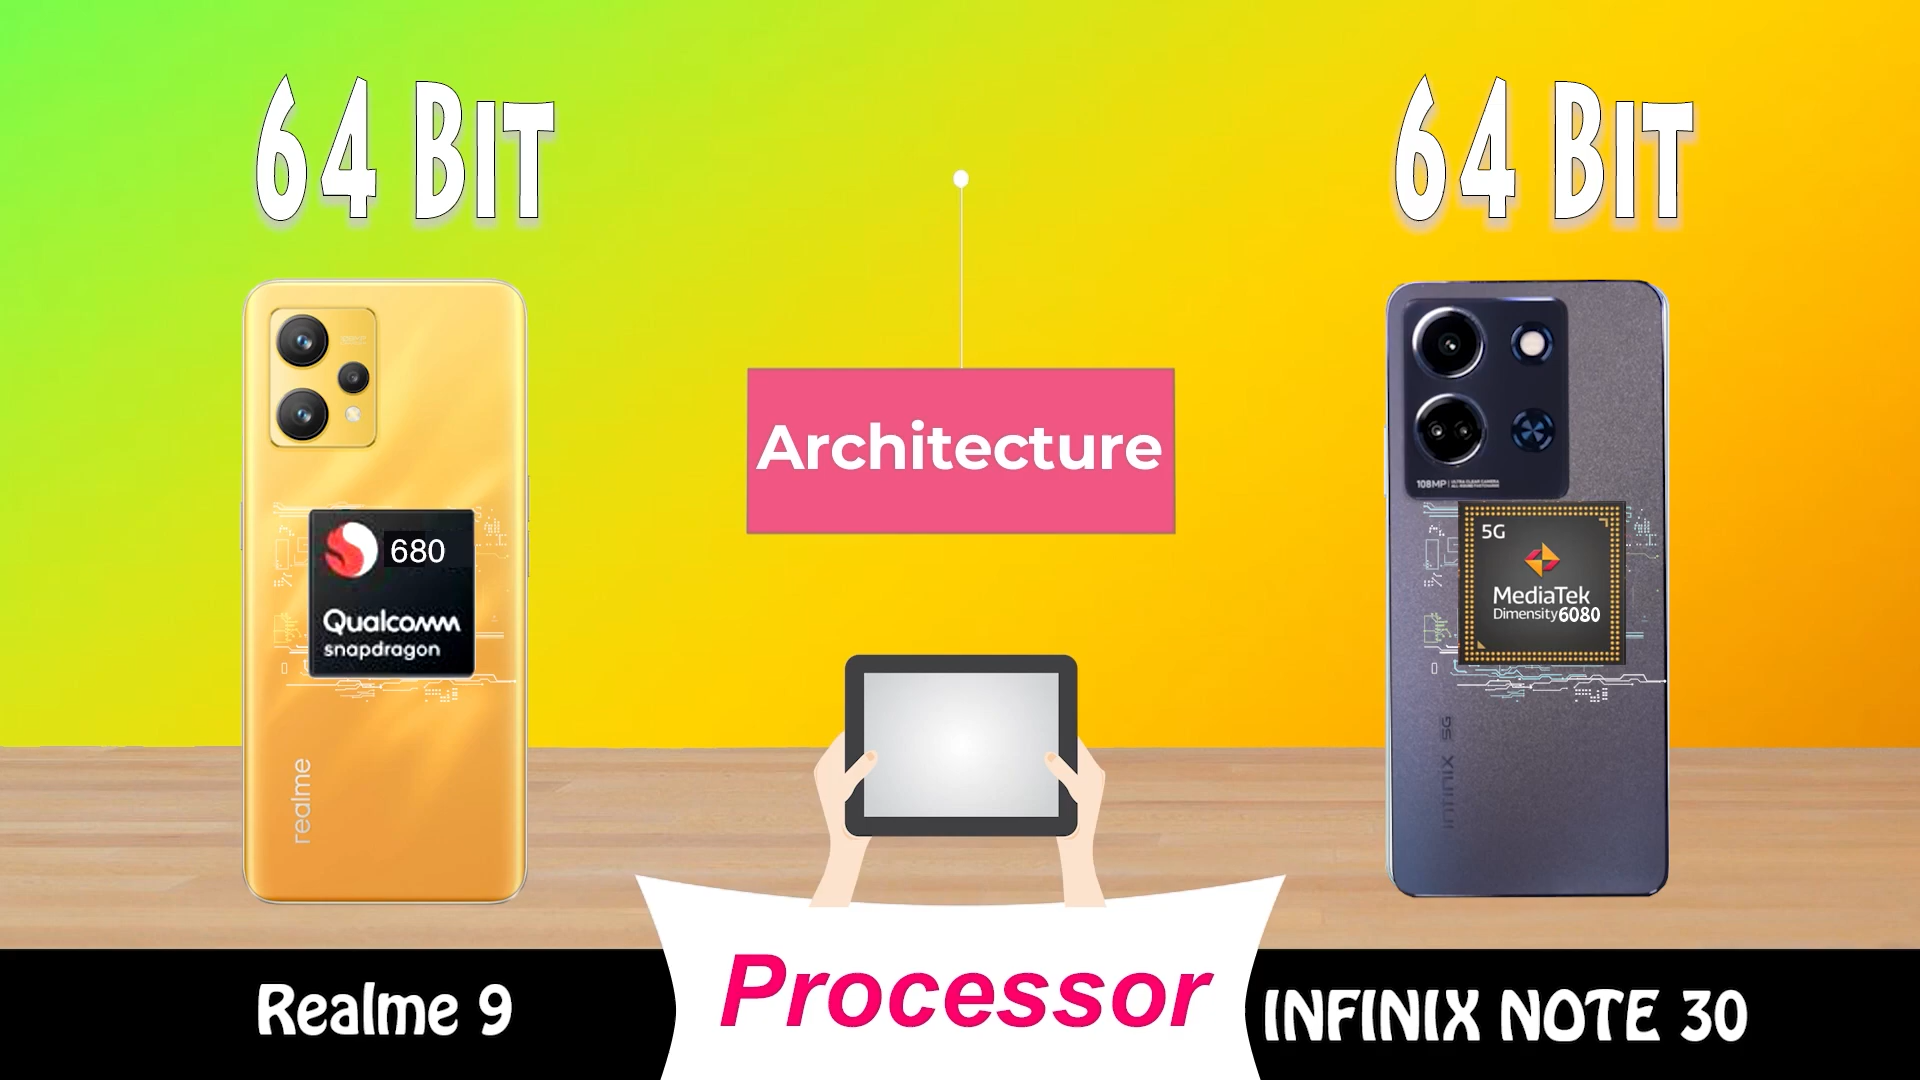 64 BIT
64 BIT
Architecture
680
Qualcomm
snapdragon
5G
MediaTek
Dimensity6080
108MP
realme
Infinix 5G
Processor
Realme 9
INFINIX NOTE 30